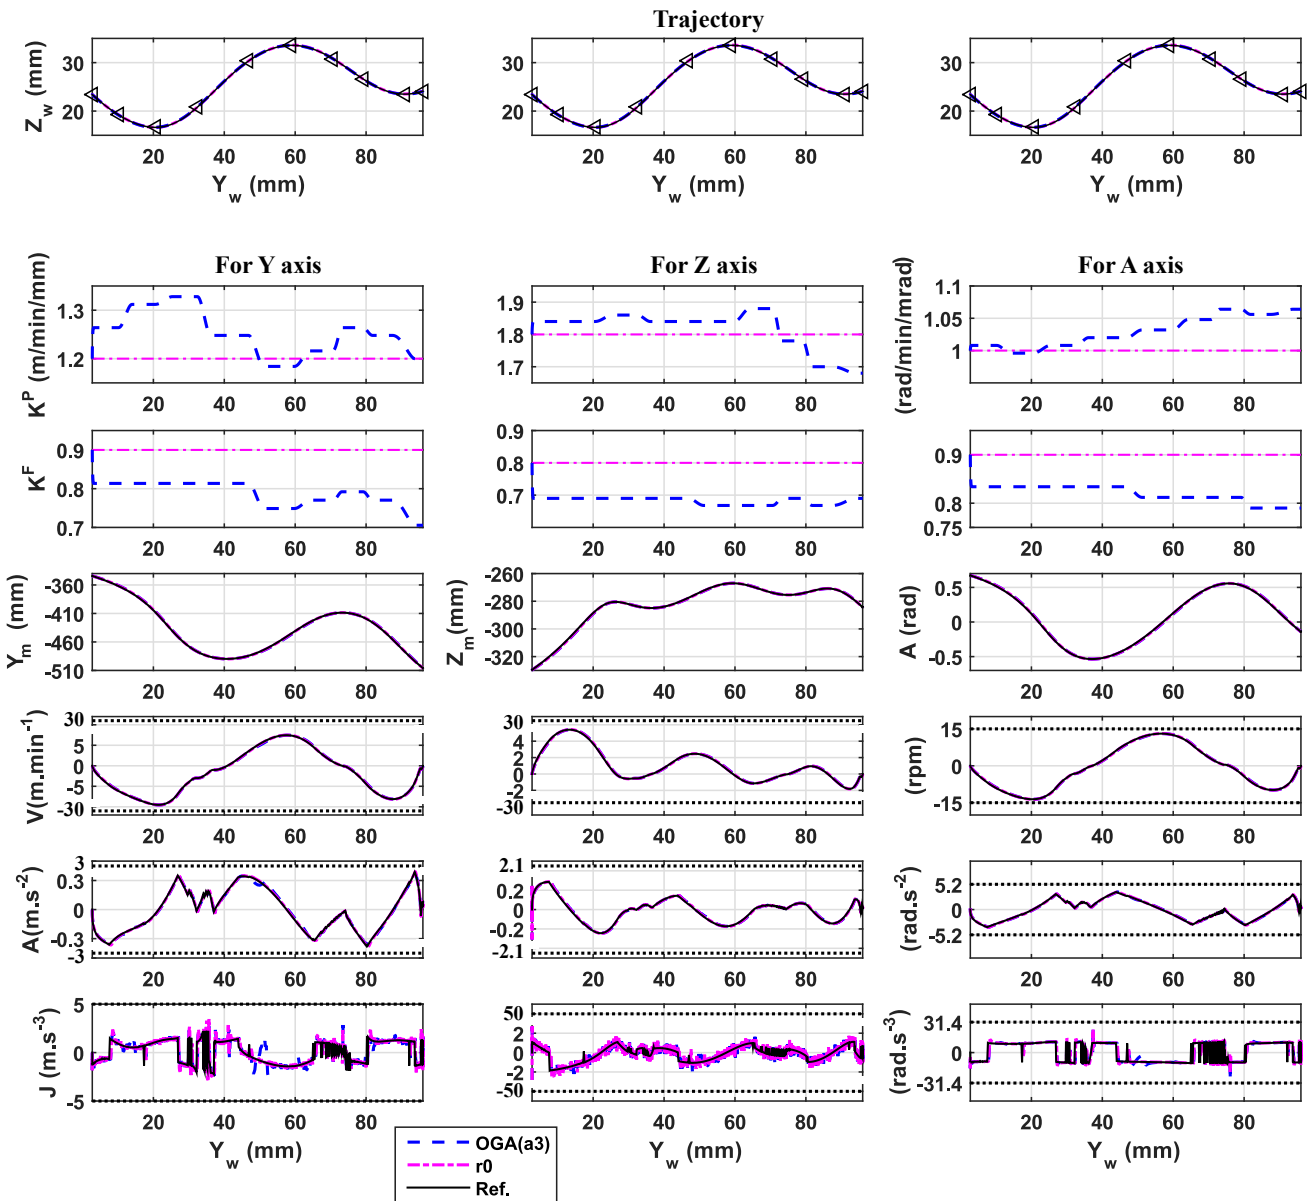 Trajectory
Z_w (mm)
30
20
20 40 60 80
Y_w (mm)
30
20
20 40 60 80
Y_w (mm)
30
20
20 40 60 80
Y_w (mm)
For Y axis
K^P (m/min/mm)
1.3
1.2
20 40 60 80
For Z axis
1.9
1.8
1.7
20 40 60 80
For A axis
(rad/min/mrad)
1.1
1.05
1
20 40 60 80
K^F
0.9
0.8
0.7
20 40 60 80
0.9
0.8
0.7
20 40 60 80
0.9
0.8
0.75
20 40 60 80
Y_m (mm)
-360
-410
-460
-510
20 40 60 80
Z_m(mm)
-260
-280
-300
-320
20 40 60 80
A (rad)
0.5
0
-0.5
20 40 60 80
V(m.min^-1)
30
5
0
-5
-30
20 40 60 80
30
4
2
0
-2
-30
20 40 60 80
(rpm)
15
0
-15
20 40 60 80
A(m.s^-2)
3
0.3
0
-0.3
-3
20 40 60 80
2.1
0.2
0
-0.2
-2.1
20 40 60 80
(rad.s^-2)
5.2
0
-5.2
20 40 60 80
J (m.s^-3)
5
0
-5
20 40 60 80
Y_w (mm)
50
2
0
-2
-50
20 40 60 80
Y_w (mm)
(rad.s^-3)
31.4
0
-31.4
20 40 60 80
Y_w (mm)
OGA(a3)
r0
Ref.